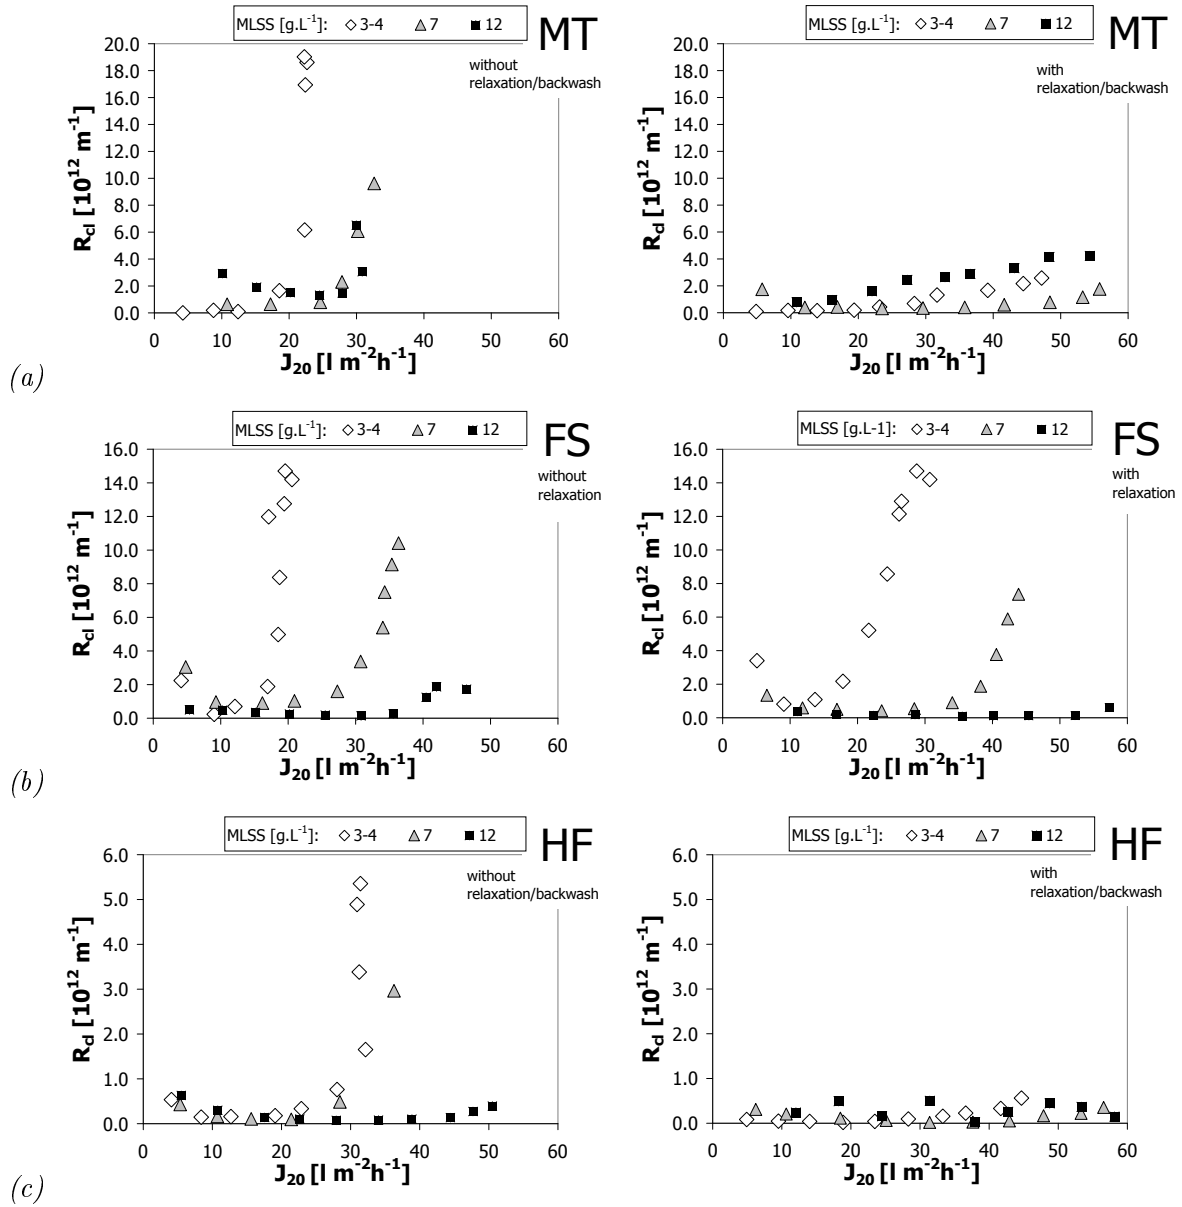 MLSS [g.L⁻¹]: 3-4 7 12
MT
without
relaxation/backwash
20.0
18.0
16.0
14.0
12.0
10.0
8.0
6.0
4.0
2.0
0.0
R_cl [10¹² m⁻¹]
0 10 20 30 40 50 60
J₂₀ [l m⁻²h⁻¹]
MLSS [g.L⁻¹]: 3-4 7 12
MT
with
relaxation/backwash
20.0
18.0
16.0
14.0
12.0
10.0
8.0
6.0
4.0
2.0
0.0
R_cl [10¹² m⁻¹]
0 10 20 30 40 50 60
J₂₀ [l m⁻²h⁻¹]
(a)
MLSS [g.L⁻¹]: 3-4 7 12
FS
without
relaxation
16.0
14.0
12.0
10.0
8.0
6.0
4.0
2.0
0.0
R_cl [10¹² m⁻¹]
0 10 20 30 40 50 60
J₂₀ [l m⁻²h⁻¹]
MLSS [g.L-1]: 3-4 7 12
FS
with
relaxation
16.0
14.0
12.0
10.0
8.0
6.0
4.0
2.0
0.0
R_cl [10¹² m⁻¹]
0 10 20 30 40 50 60
J₂₀ [l m⁻²h⁻¹]
(b)
MLSS [g.L⁻¹]: 3-4 7 12
HF
without
relaxation/backwash
6.0
5.0
4.0
3.0
2.0
1.0
0.0
R_cl [10¹² m⁻¹]
0 10 20 30 40 50 60
J₂₀ [l m⁻²h⁻¹]
MLSS [g.L⁻¹]: 3-4 7 12
HF
with
relaxation/backwash
6.0
5.0
4.0
3.0
2.0
1.0
0.0
R_cl [10¹² m⁻¹]
0 10 20 30 40 50 60
J₂₀ [l m⁻²h⁻¹]
(c)